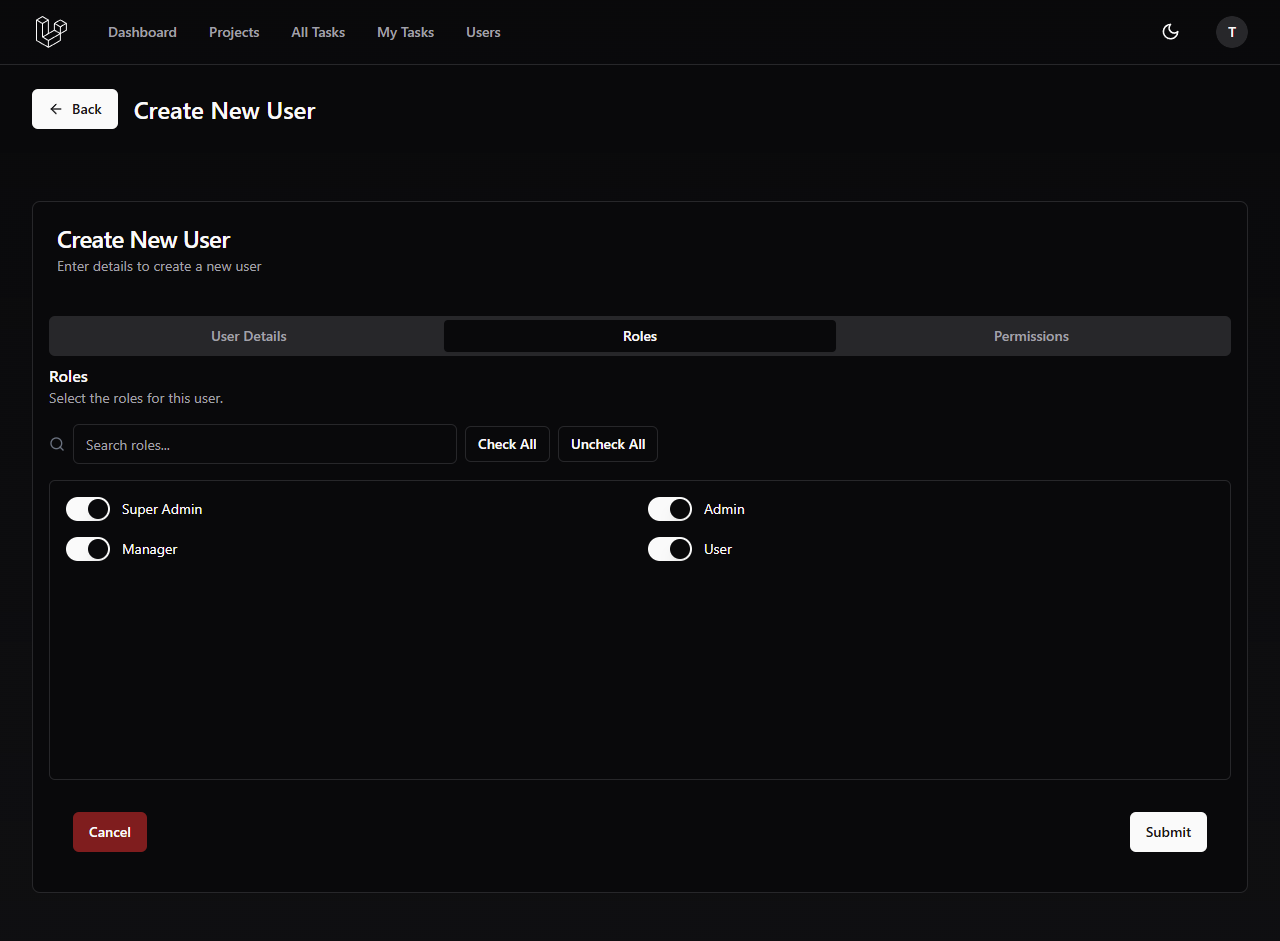 Dashboard Projects All Tasks My Tasks Users T
Back Create New User
Create New User
Enter details to create a new user
User Details Roles Permissions
Roles
Select the roles for this user.
Search roles... Check All Uncheck All
Super Admin Admin
Manager User
Cancel Submit